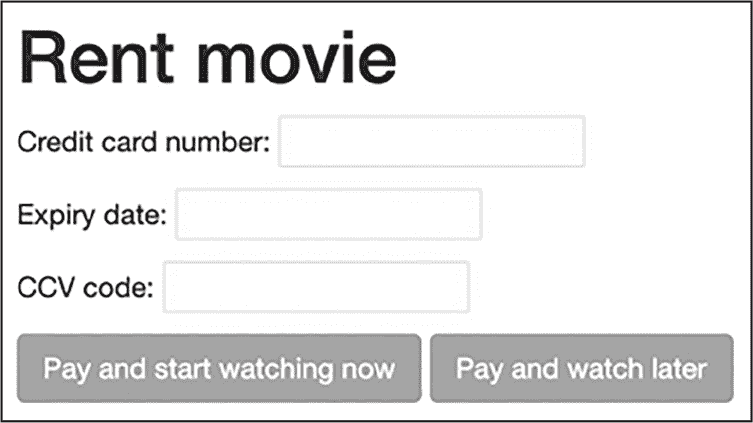 Rent movie
Credit card number:
Expiry date:
CCV code:
Pay and start watching now Pay and watch later